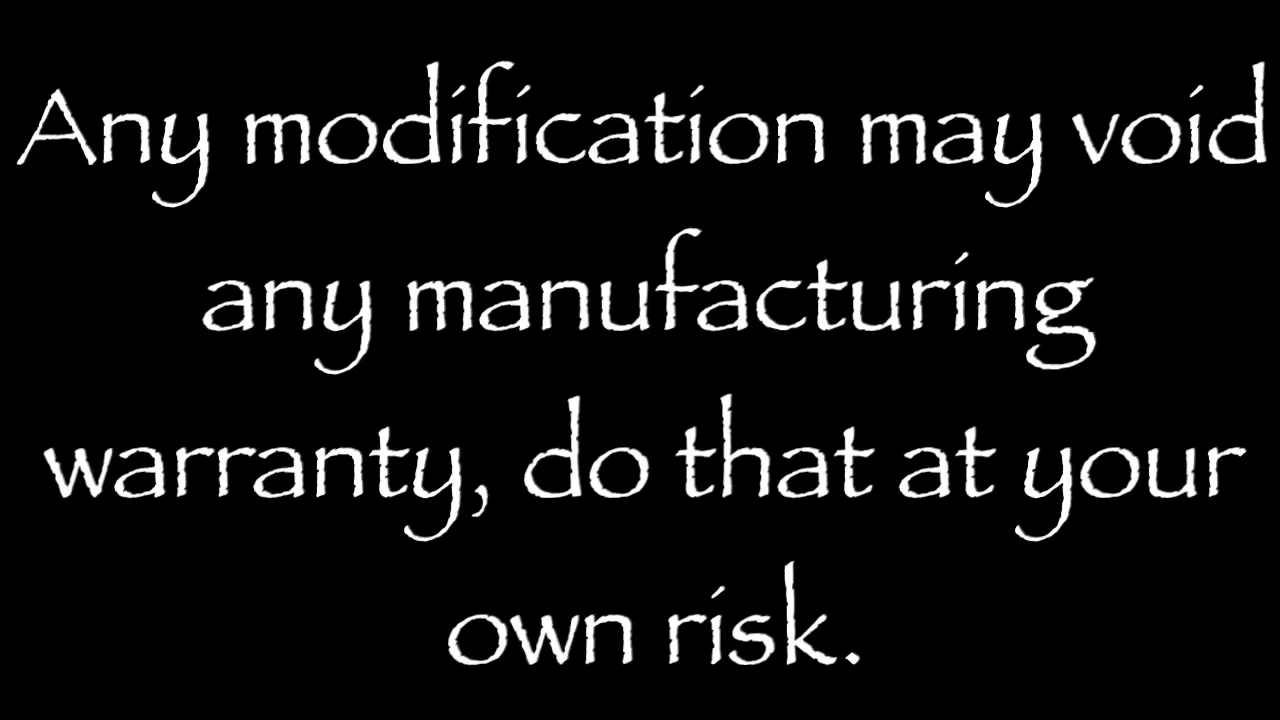 Any modification may void
any manufacturing
warranty, do that at your
own risk.